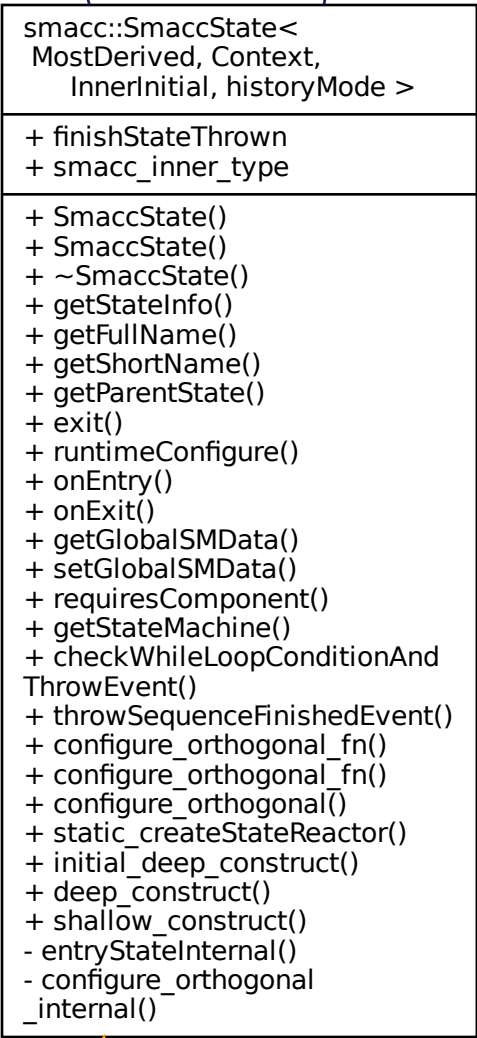 smacc::SmaccState<
MostDerived, Context,
InnerInitial, historyMode >
+ finishStateThrown
+ smacc_inner_type
+ SmaccState()
+ SmaccState()
+ ~SmaccState()
+ getStateInfo()
+ getFullName()
+ getShortName()
+ getParentState()
+ exit()
+ runtimeConfigure()
+ onEntry()
+ onExit()
+ getGlobalSMData()
+ setGlobalSMData()
+ requiresComponent()
+ getStateMachine()
+ checkWhileLoopConditionAnd
ThrowEvent()
+ throwSequenceFinishedEvent()
+ configure_orthogonal_fn()
+ configure_orthogonal_fn()
+ configure_orthogonal()
+ static_createStateReactor()
+ initial_deep_construct()
+ deep_construct()
+ shallow_construct()
- entryStateInternal()
- configure_orthogonal
_internal()